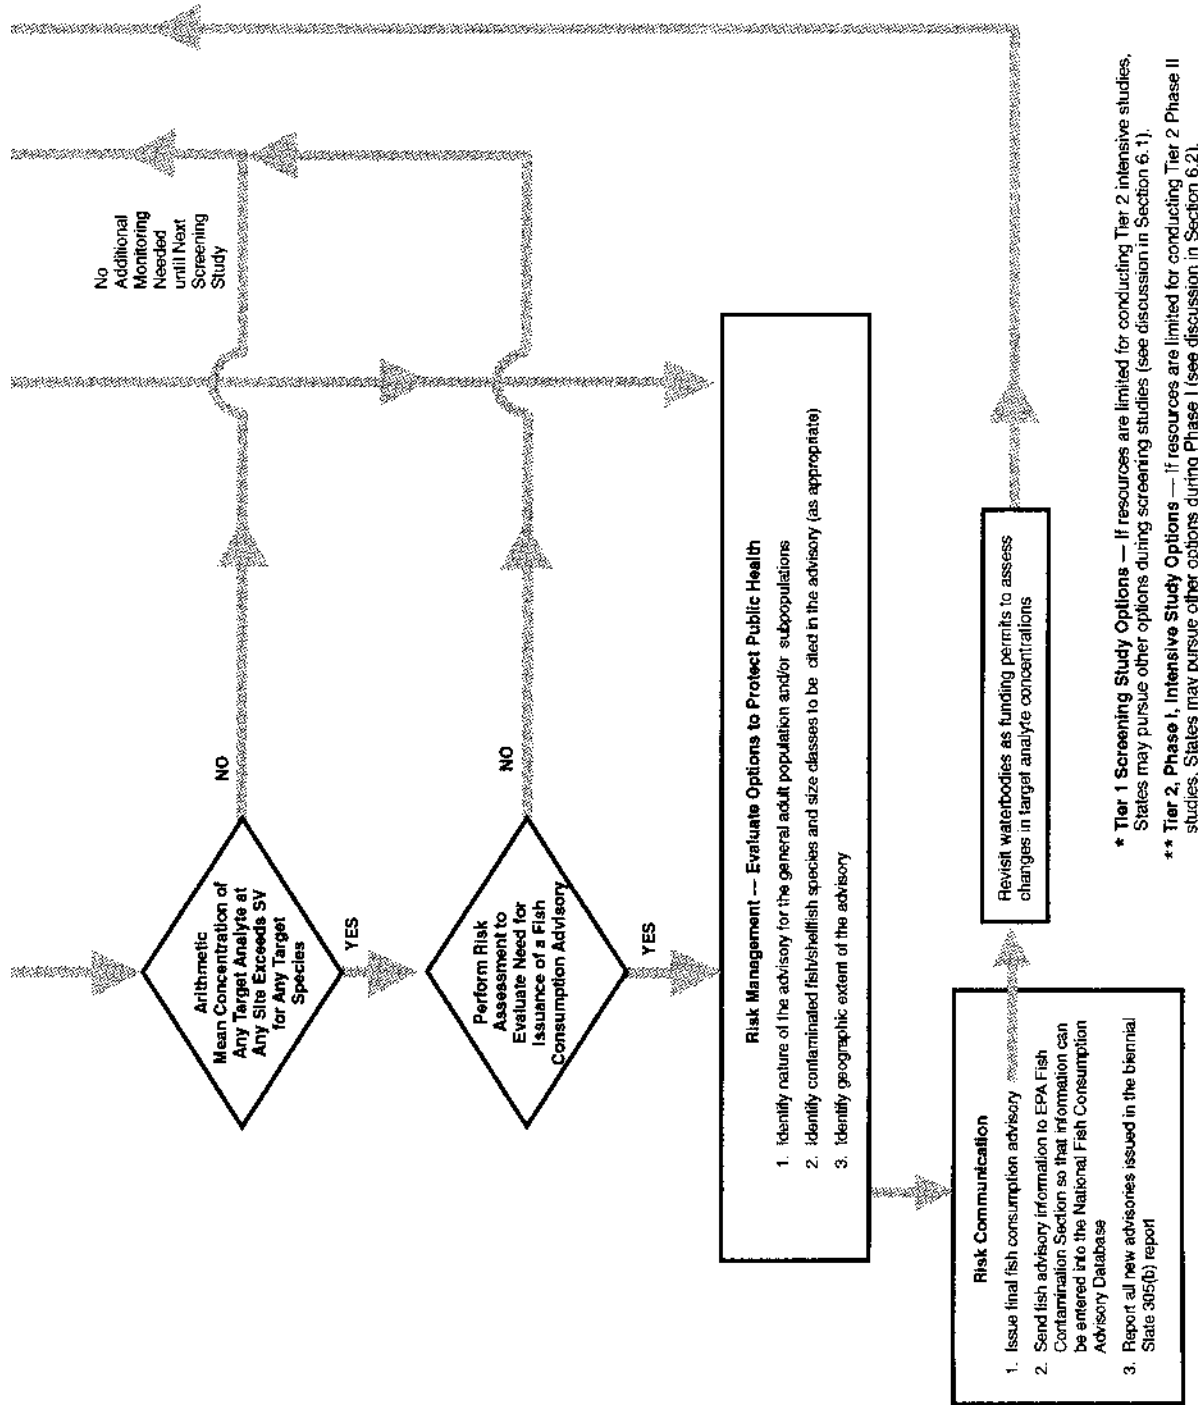 No
Additional
Monitoring
Needed
until Next
Screening
Study
Arithmetic
Mean Concentration of
Any Target Analyte at
Any Site Exceeds SV
for Any Target
Species
NO
YES
Perform Risk
Assessment to
Evaluate Need for
Issuance of a Fish
Consumption Advisory
NO
YES
Risk Management — Evaluate Options to Protect Public Health
1. Identify nature of the advisory for the general adult population and/or subpopulations
2. Identify contaminated fish/shellfish species and size classes to be cited in the advisory (as appropriate)
3. Identify geographic extent of the advisory
Risk Communication
1. Issue final fish consumption advisory
2. Send fish advisory information to EPA Fish
Contamination Section so that information can
be entered into the National Fish Consumption
Advisory Database
3. Report all new advisories issued in the biennial
State 305(b) report
Revisit waterbodies as funding permits to assess
changes in target analyte concentrations
* Tier 1 Screening Study Options — If resources are limited for conducting Tier 2 intensive studies,
States may pursue other options during screening studies (see discussion in Section 6.1).
** Tier 2, Phase I, Intensive Study Options — If resources are limited for conducting Tier 2 Phase II
studies, States may pursue other options during Phase I (see discussion in Section 6.2).